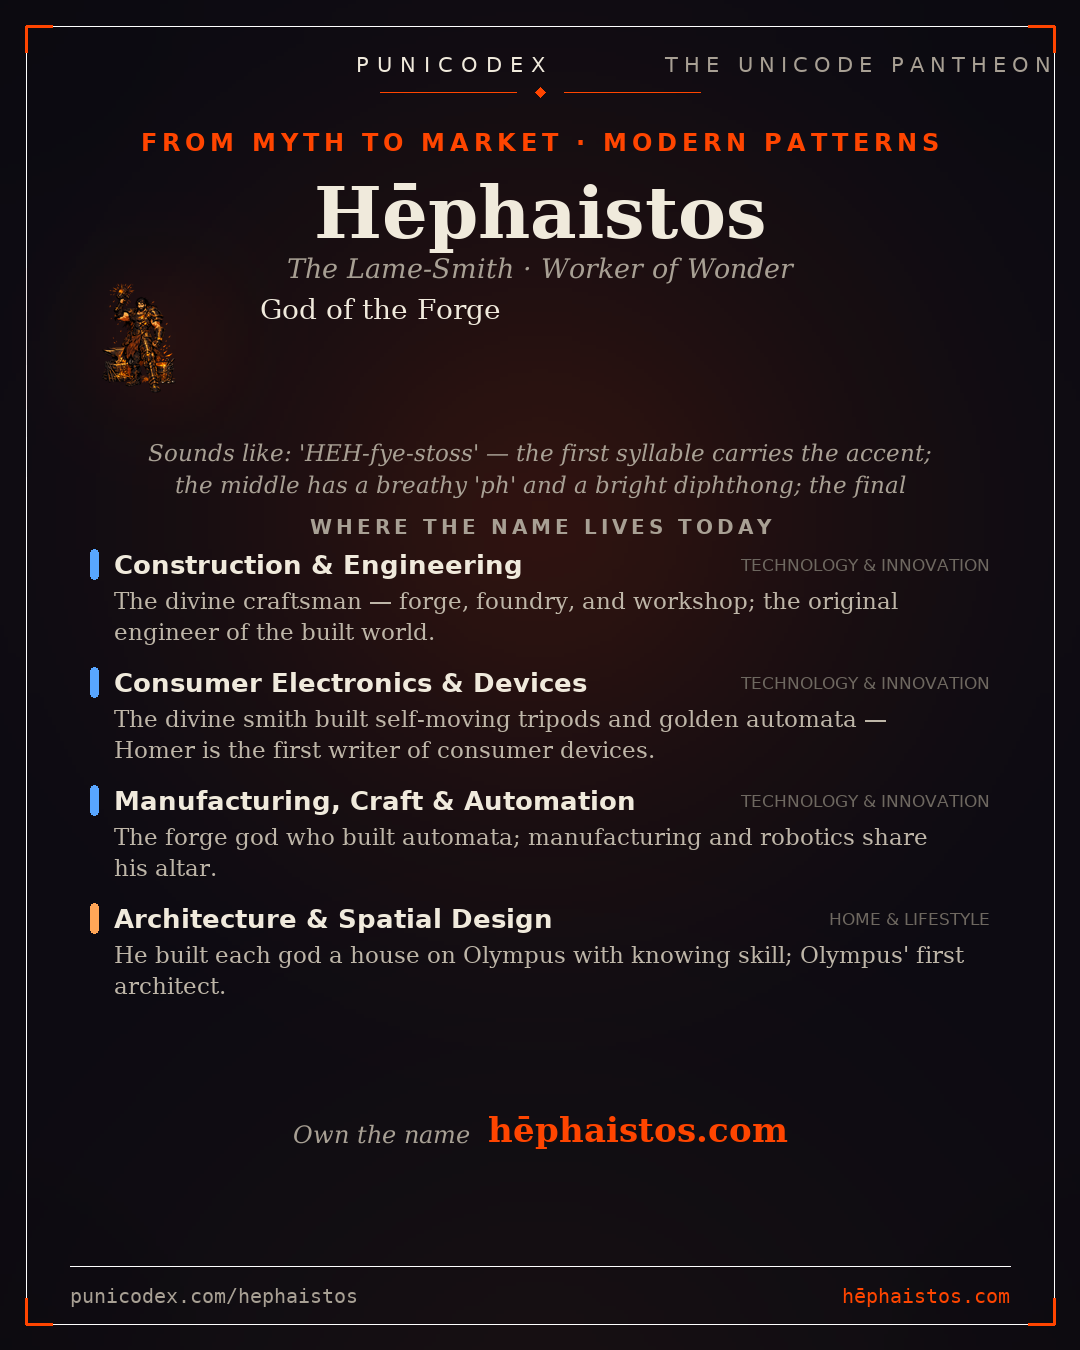 PUNICODEX THE UNICODE PANTHEON
FROM MYTH TO MARKET · MODERN PATTERNS
Hēphaistos
The Lame-Smith · Worker of Wonder
God of the Forge
Sounds like: 'HEH-fye-stoss' — the first syllable carries the accent;
the middle has a breathy 'ph' and a bright diphthong; the final
WHERE THE NAME LIVES TODAY
Construction & Engineering TECHNOLOGY & INNOVATION
The divine craftsman — forge, foundry, and workshop; the original
engineer of the built world.
Consumer Electronics & Devices TECHNOLOGY & INNOVATION
The divine smith built self-moving tripods and golden automata —
Homer is the first writer of consumer devices.
Manufacturing, Craft & Automation TECHNOLOGY & INNOVATION
The forge god who built automata; manufacturing and robotics share
his altar.
Architecture & Spatial Design HOME & LIFESTYLE
He built each god a house on Olympus with knowing skill; Olympus' first
architect.
Own the name hēphaistos.com
punicodex.com/hephaistos hēphaistos.com